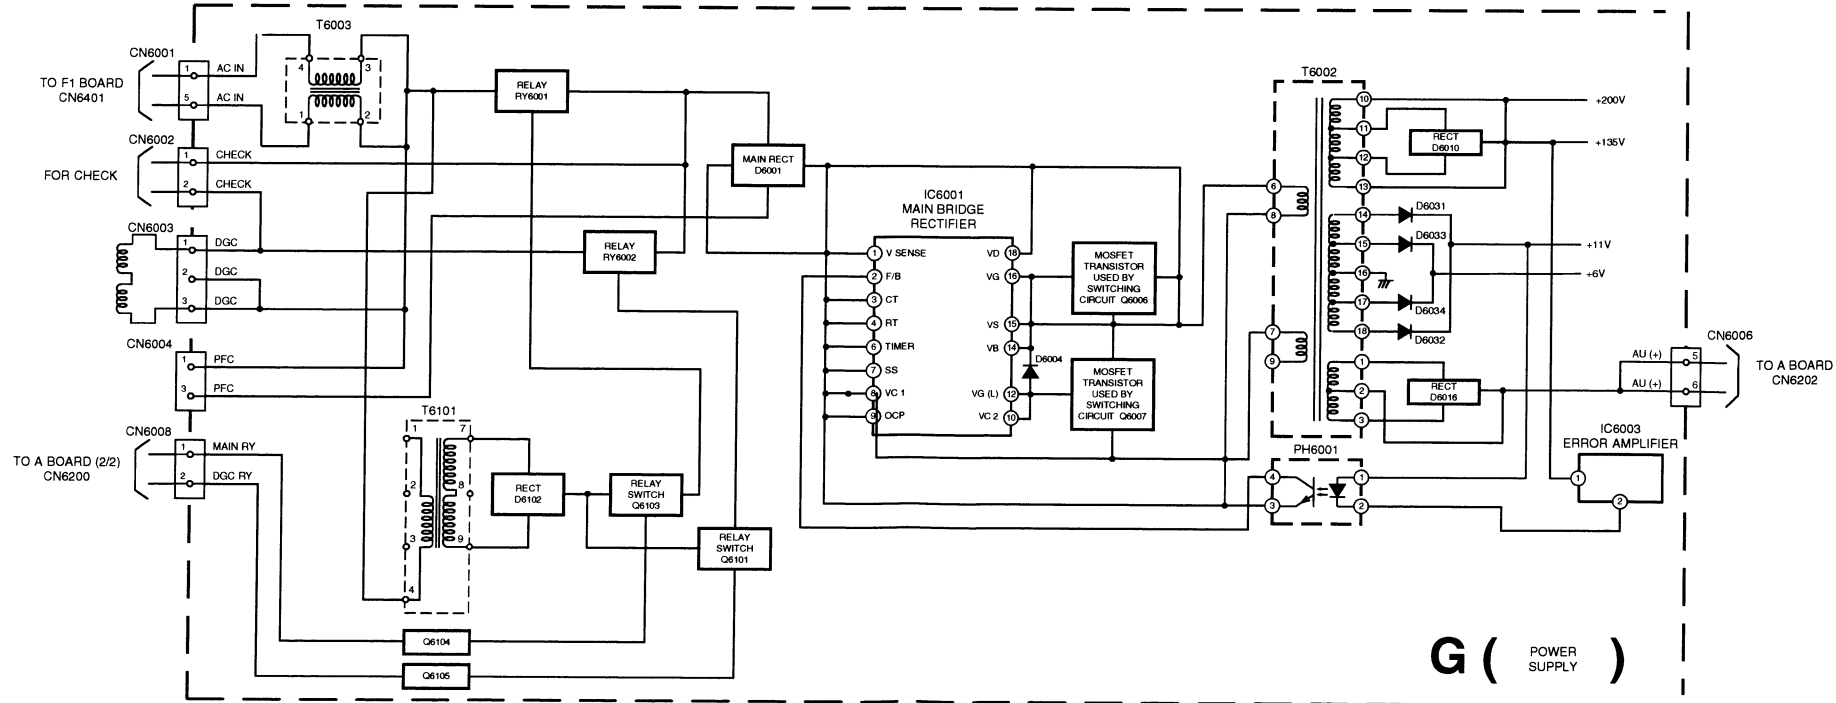 T6003
CN6001
TO F1 BOARD
CN6401
1 AC IN
5 AC IN
4 3
1 2
CN6002
FOR CHECK
1 CHECK
2 CHECK
CN6003
1 DGC
2 DGC
3 DGC
CN6004
1 PFC
3 PFC
CN6008
TO A BOARD (2/2)
CN6200
1 MAIN RY
2 DGC RY
RELAY
RY6001
RELAY
RY6002
MAIN RECT
D6001
T6101
1 7
2 8
3 9
4
RECT
D6102
RELAY
SWITCH
Q6103
RELAY
SWITCH
Q6101
Q6104
Q6105
IC6001
MAIN BRIDGE
RECTIFIER
1 V SENSE
2 F/B
3 CT
4 RT
6 TIMER
7 SS
8 VC 1
9 OCP
VD 18
VG 16
VS 15
VB 14
VG (L) 12
VC 2 10
D6004
MOSFET
TRANSISTOR
USED BY
SWITCHING
CIRCUIT Q6006
MOSFET
TRANSISTOR
USED BY
SWITCHING
CIRCUIT Q6007
T6002
6
8
7
9
10
11
12
13
14
15
16
17
18
1
2
3
RECT
D6010
D6031
D6033
D6034
D6032
RECT
D6016
+200V
+135V
+11V
+6V
PH6001
4 1
3 2
IC6003
ERROR AMPLIFIER
1
2
CN6006
AU (+) 5
AU (+) 6
TO A BOARD
CN6202
G ( POWER
SUPPLY )